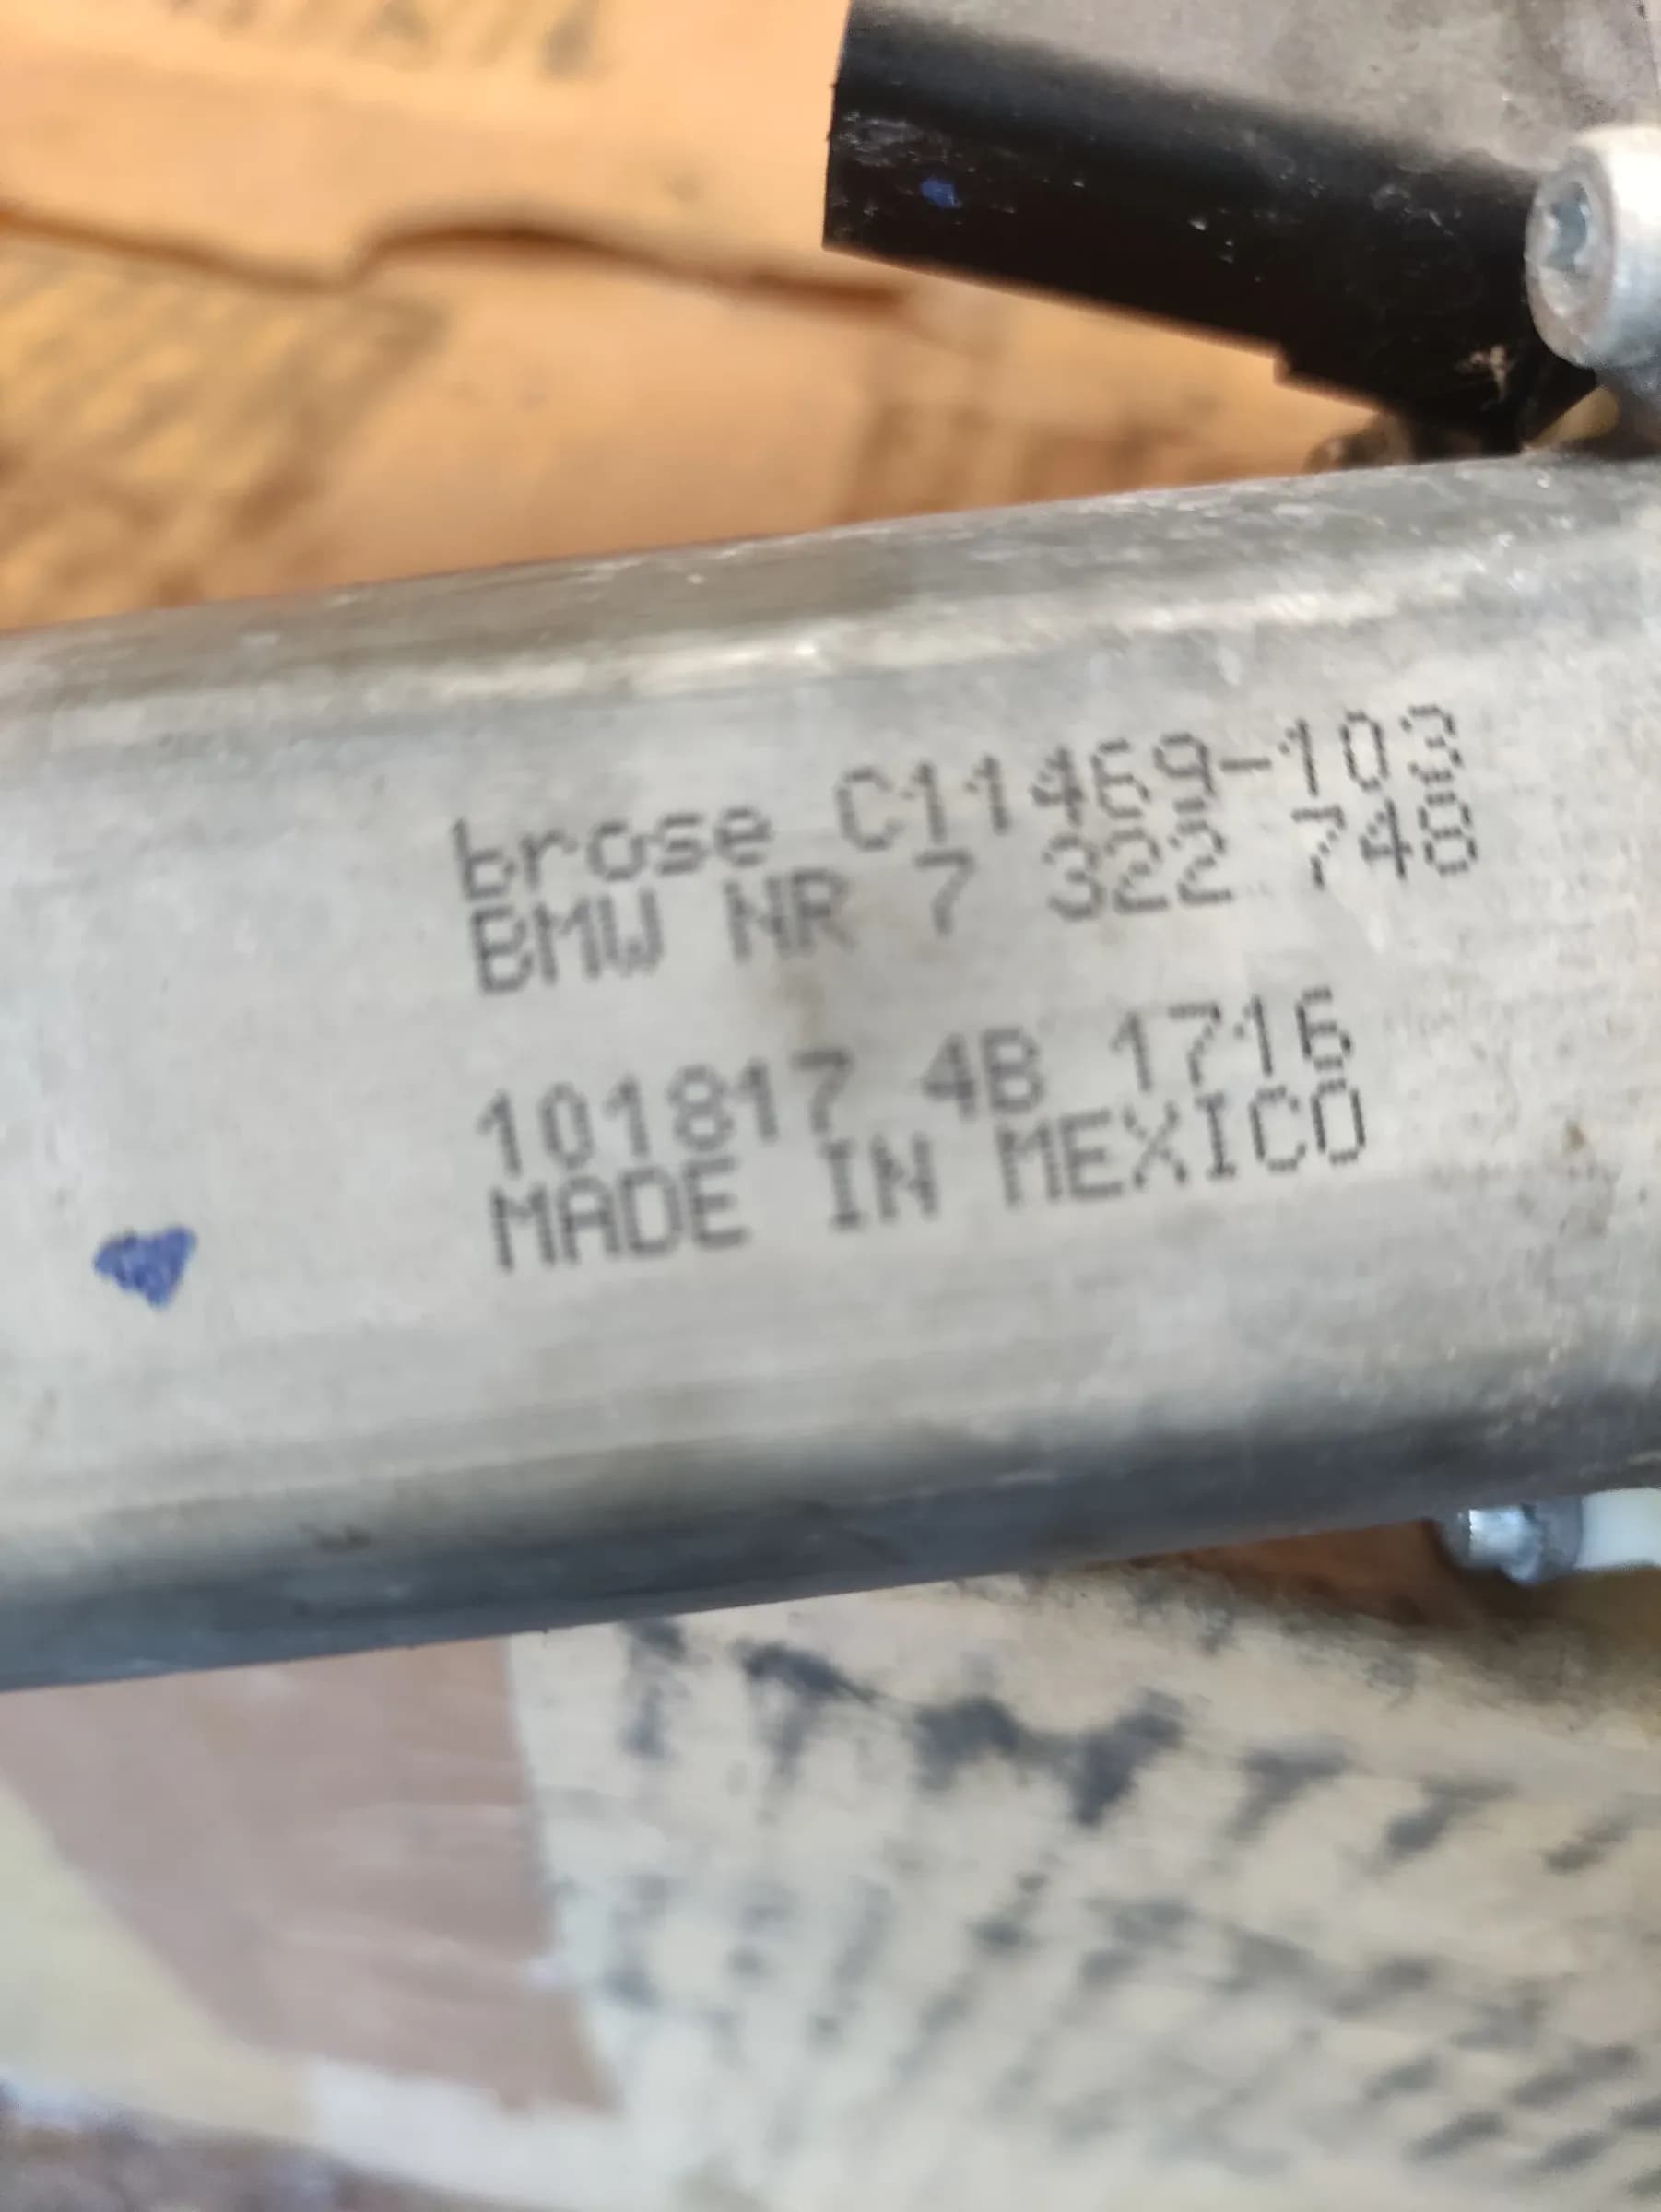 brose C11469-103
BMW NR 7 322 748
101817 4B 1716
MADE IN MEXICO